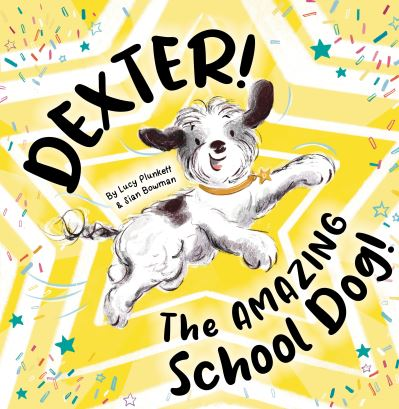 DEXTER!
By Lucy Plunkett
& Sian Bowman
The AMAZING
School Dog!